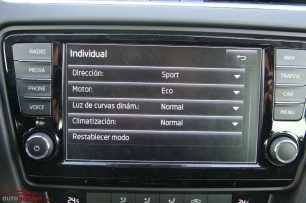 Individual
RADIO
MEDIA
PHONE
VOICE
Dirección: Sport
Motor: Eco
Luz de curvas dinám.: Normal
Climatización: Normal
Restablecer modo
NAV
TRAFFIC
CAR
MENU